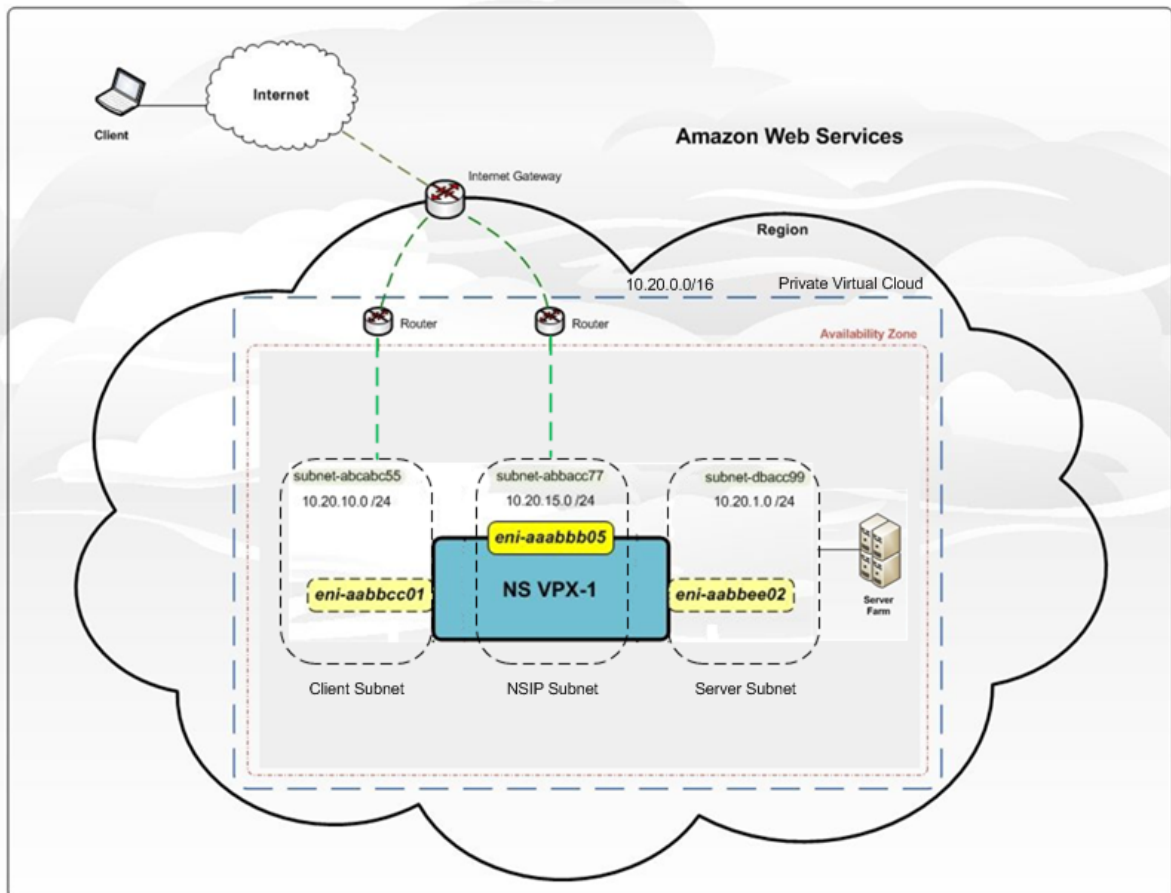 Internet
Client
Amazon Web Services
Internet Gateway
Region
10.20.0.0/16
Private Virtual Cloud
Router
Router
Availability Zone
subnet-abcabc55
10.20.10.0 /24
subnet-abbacc77
10.20.15.0 /24
subnet-dbacc99
10.20.1.0 /24
eni-aaabbb05
eni-aabbcc01
NS VPX-1
eni-aabbee02
Server
Farm
Client Subnet
NSIP Subnet
Server Subnet